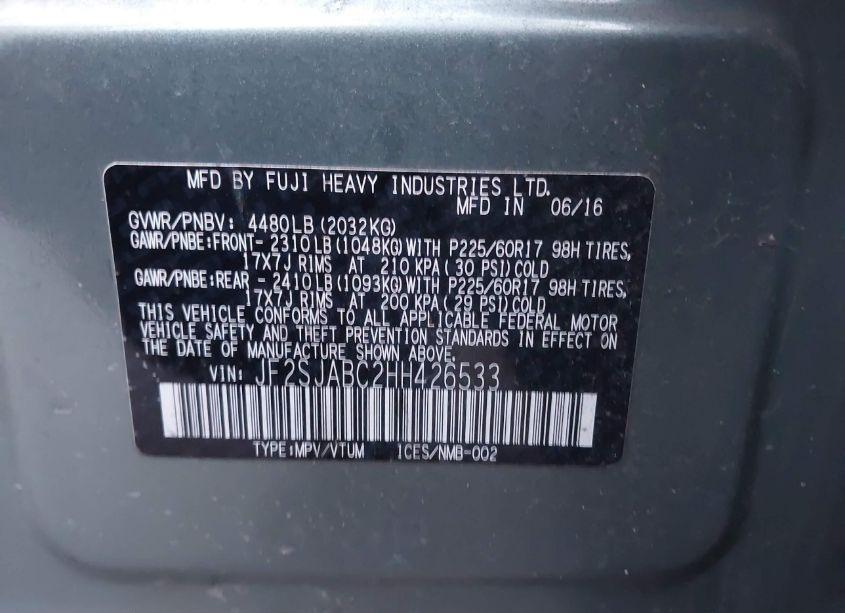 MFD BY FUJI HEAVY INDUSTRIES LTD.
MFD IN 06/16
GVWR/PNBV: 4480LB (2032KG)
GAWR/PNBE:FRONT- 2310LB (1048KG) WITH P225/60R17 98H TIRES,
17X7J RIMS AT 210 KPA( 30 PSI) COLD
GAWR/PNBE:REAR - 2410LB (1093KG) WITH P225/60R17 98H TIRES,
17X7J RIMS AT 200 KPA( 29 PSI) COLD
THIS VEHICLE CONFORMS TO ALL APPLICABLE FEDERAL MOTOR
VEHICLE SAFETY AND THEFT PREVENTION STANDARDS IN EFFECT ON
THE DATE OF MANUFACTURE SHOWN ABOVE.
VIN: JF2SJABC2HH426533
TYPE:MPV/VTUM ICES/NMB-002